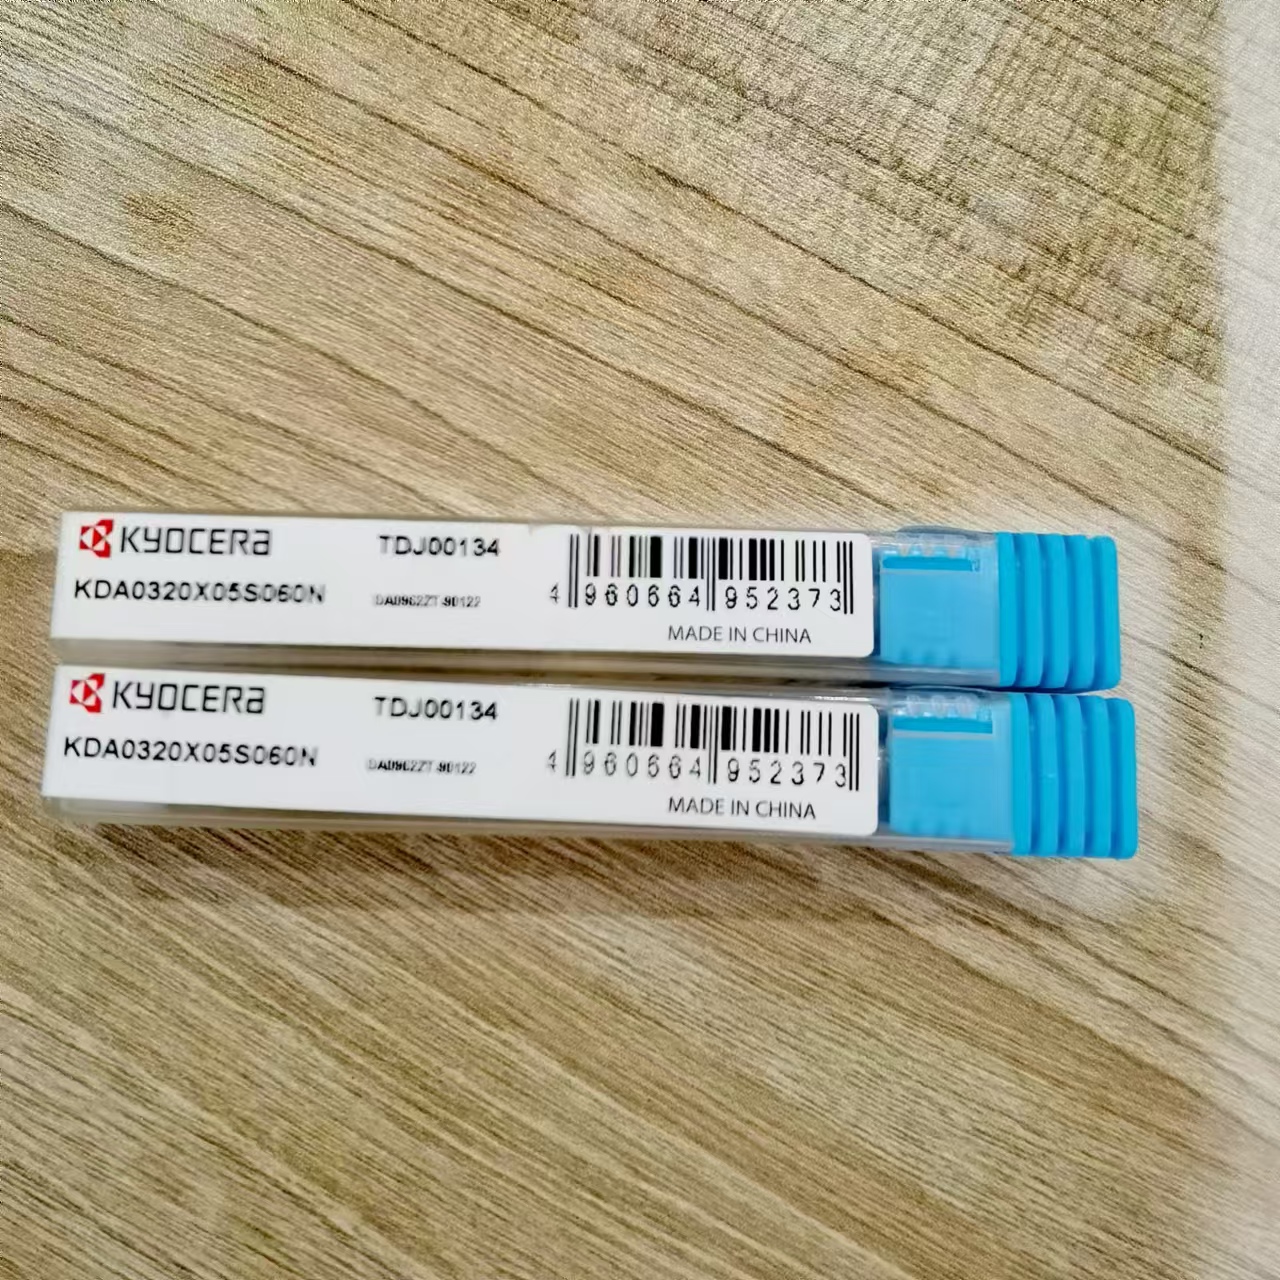 KYOCERA
TDJ00134
KDA0320X05S060N
4 960664 952373
MADE IN CHINA
KYOCERA
TDJ00134
KDA0320X05S060N
4 960664 952373
MADE IN CHINA